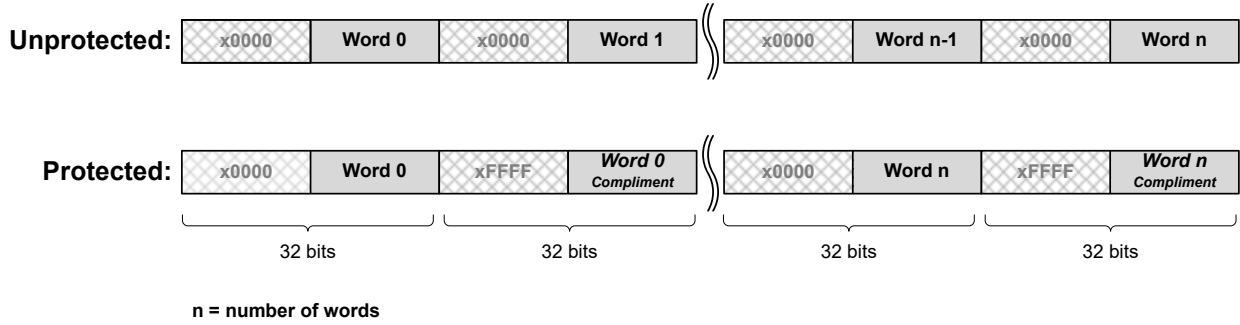 Unprotected: x0000 Word 0 x0000 Word 1 x0000 Word n-1 x0000 Word n
Protected: x0000 Word 0 xFFFF Word 0 Compliment x0000 Word n xFFFF Word n Compliment
32 bits 32 bits 32 bits 32 bits
n = number of words